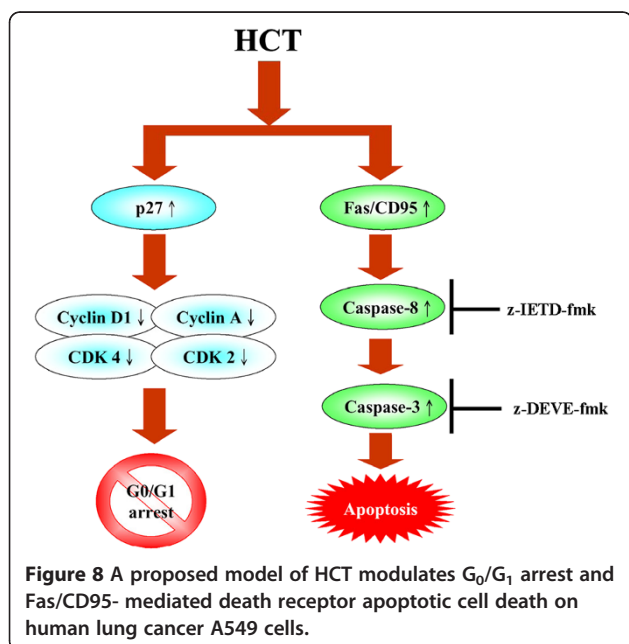 HCT
p27 ↑
Fas/CD95 ↑
Cyclin D1 ↓
Cyclin A ↓
CDK 4 ↓
CDK 2 ↓
Caspase-8 ↑
z-IETD-fmk
Caspase-3 ↑
z-DEVE-fmk
G0/G1
arrest
Apoptosis
Figure 8 A proposed model of HCT modulates G₀/G₁ arrest and
Fas/CD95- mediated death receptor apoptotic cell death on
human lung cancer A549 cells.